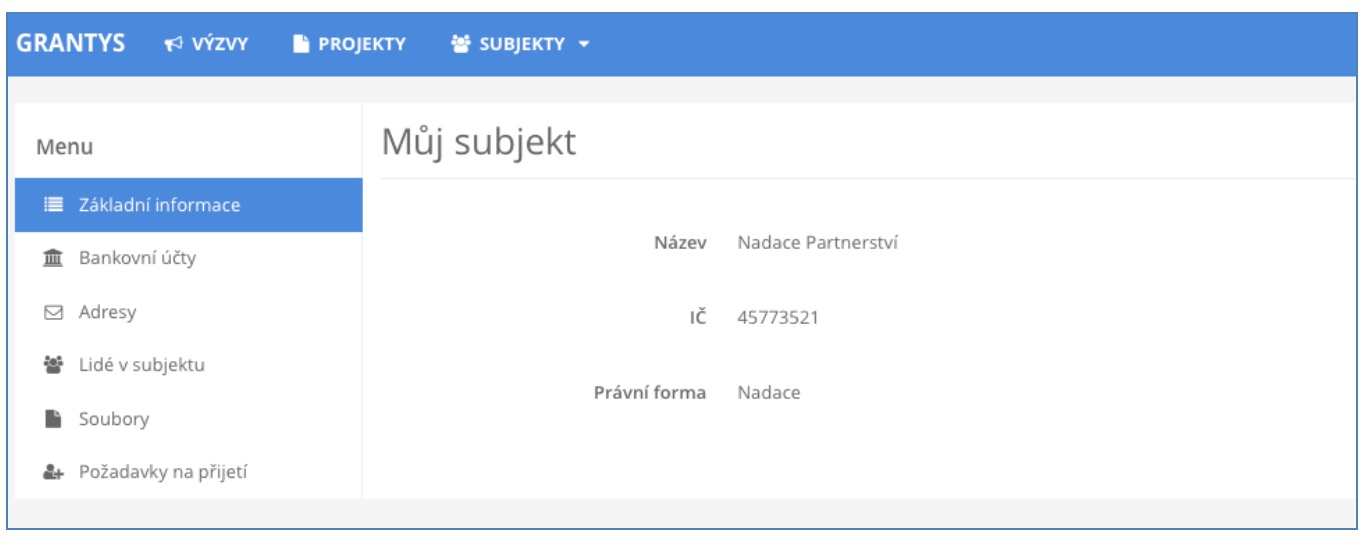 GRANTYS VÝZVY PROJEKTY SUBJEKTY
Menu
Základní informace
Bankovní účty
Adresy
Lidé v subjektu
Soubory
Požadavky na přijetí
Můj subjekt
Název Nadace Partnerství
IČ 45773521
Právní forma Nadace